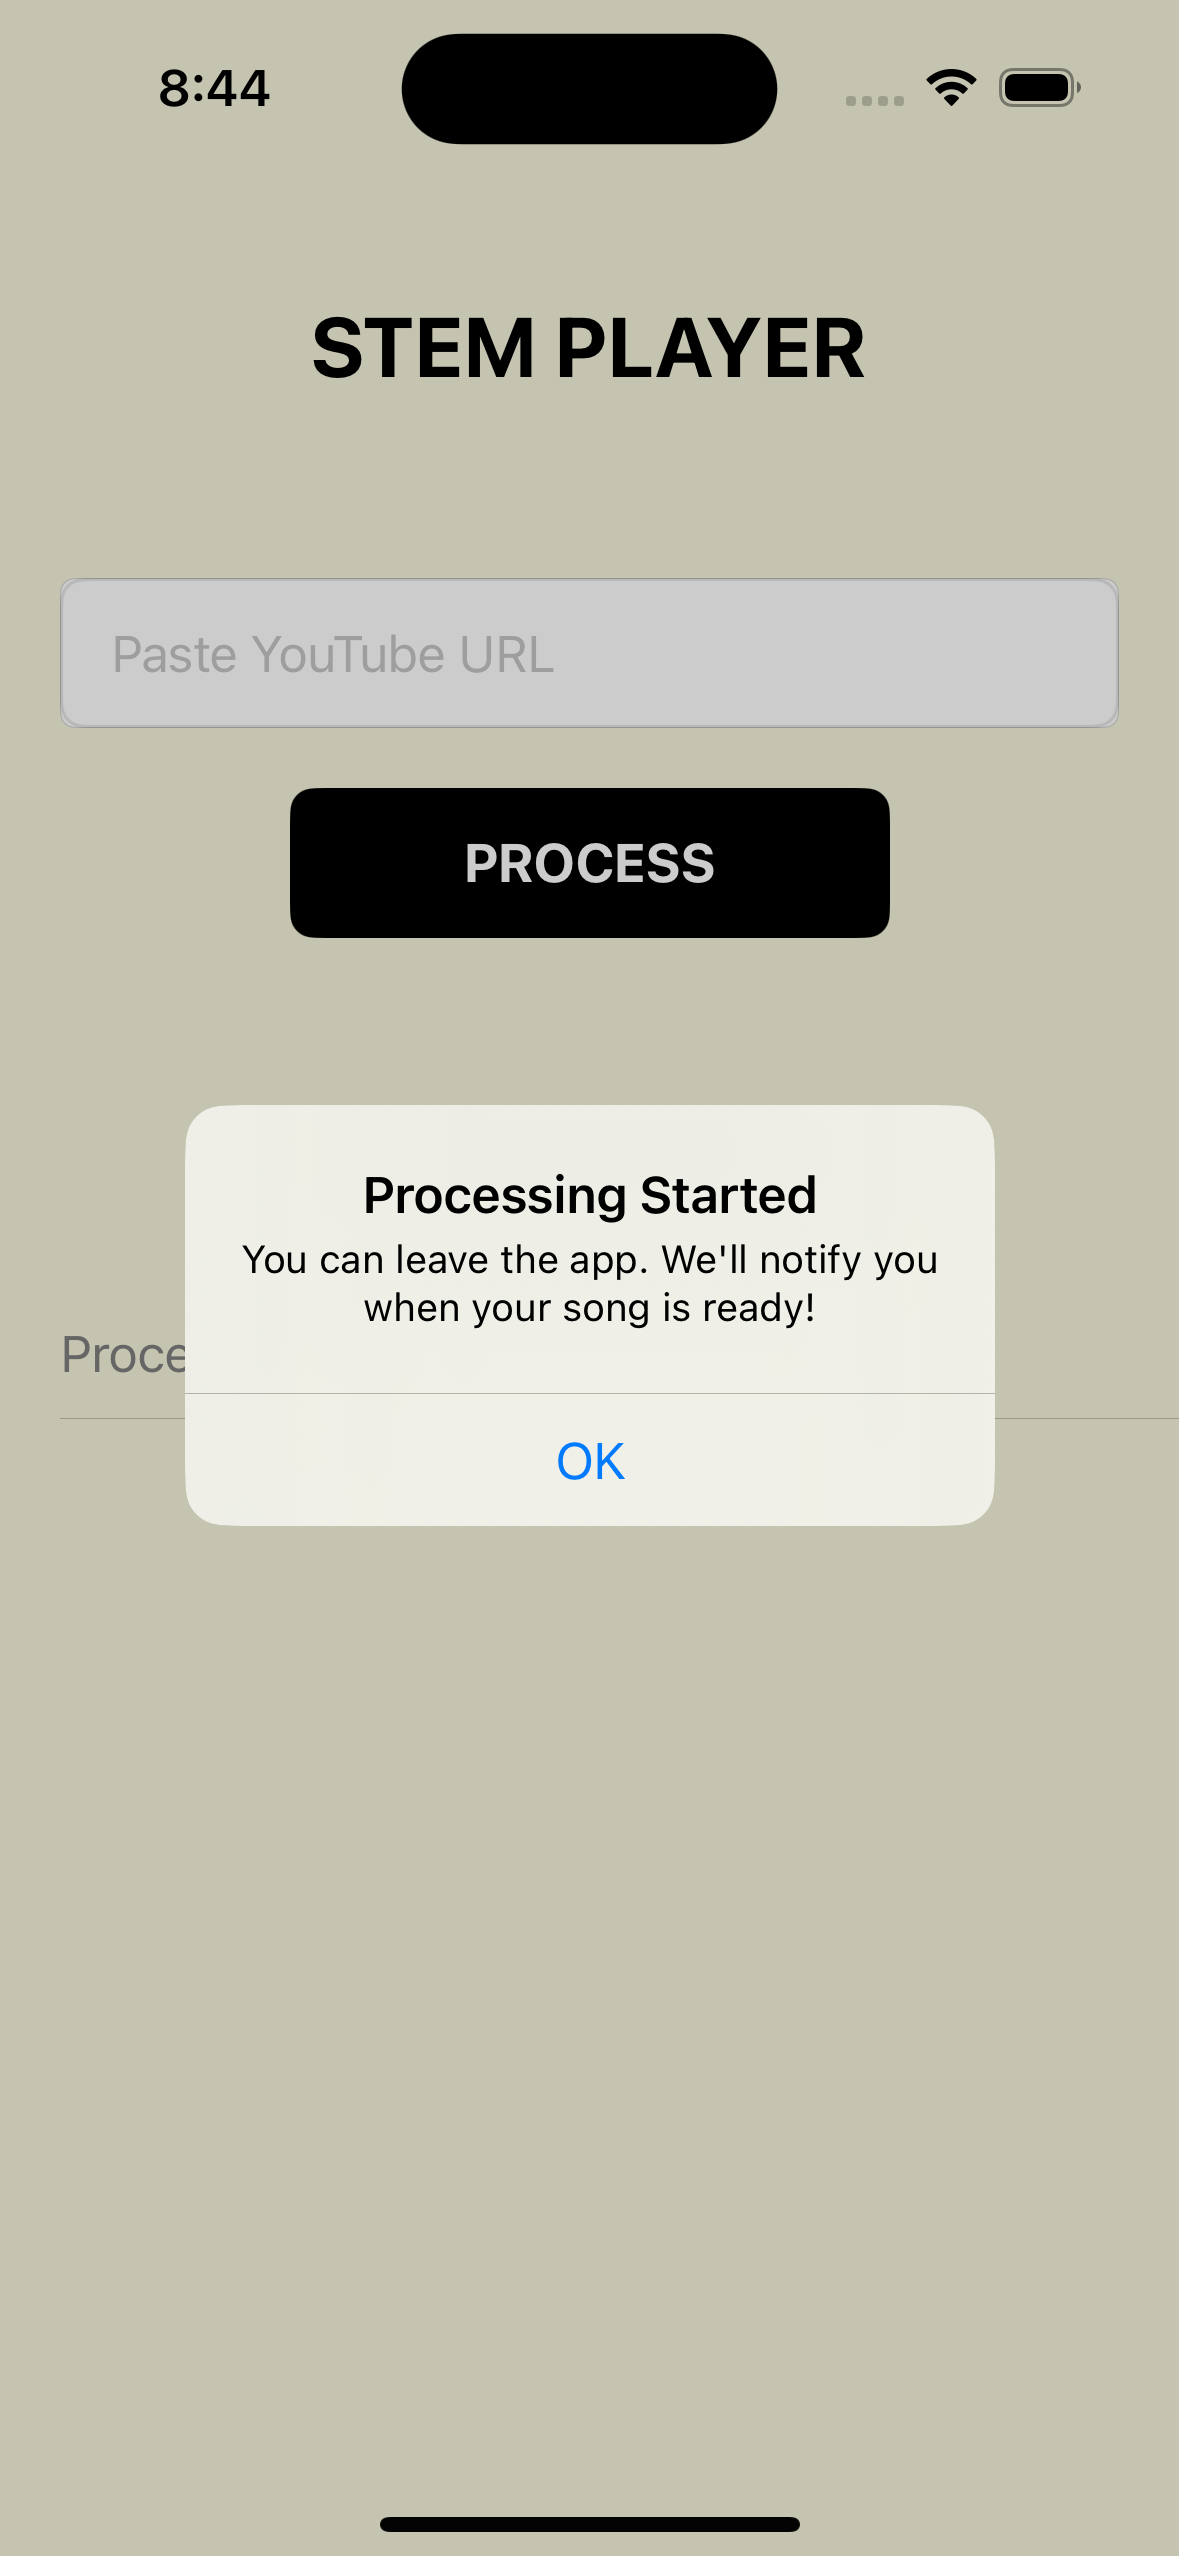 8:44
STEM PLAYER
Paste YouTube URL
PROCESS
Processing Started
You can leave the app. We'll notify you
when your song is ready!
OK